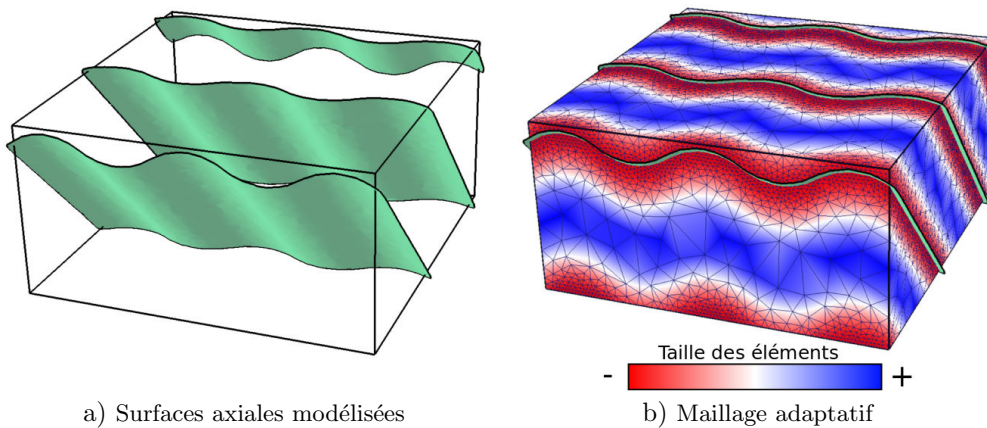 Taille des éléments
- +
a) Surfaces axiales modélisées
b) Maillage adaptatif